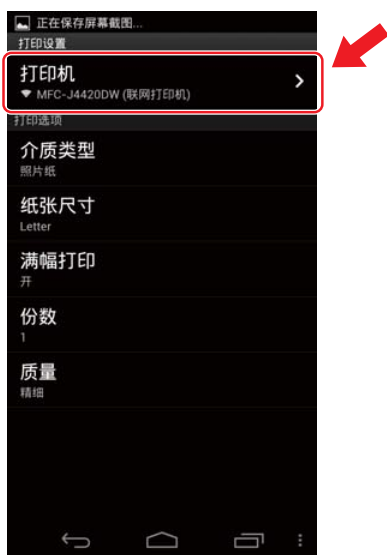 正在保存屏幕截图...
打印设置
打印机
MFC-J4420DW (联网打印机)
打印选项
介质类型
照片纸
纸张尺寸
Letter
满幅打印
开
份数
1
质量
精细